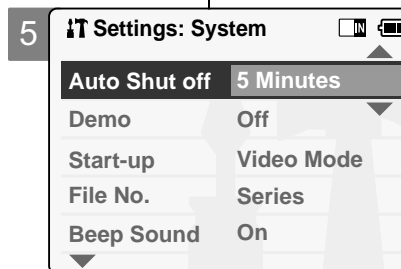 5
Settings: System
IN
Auto Shut off 5 Minutes
Demo Off
Start-up Video Mode
File No. Series
Beep Sound On